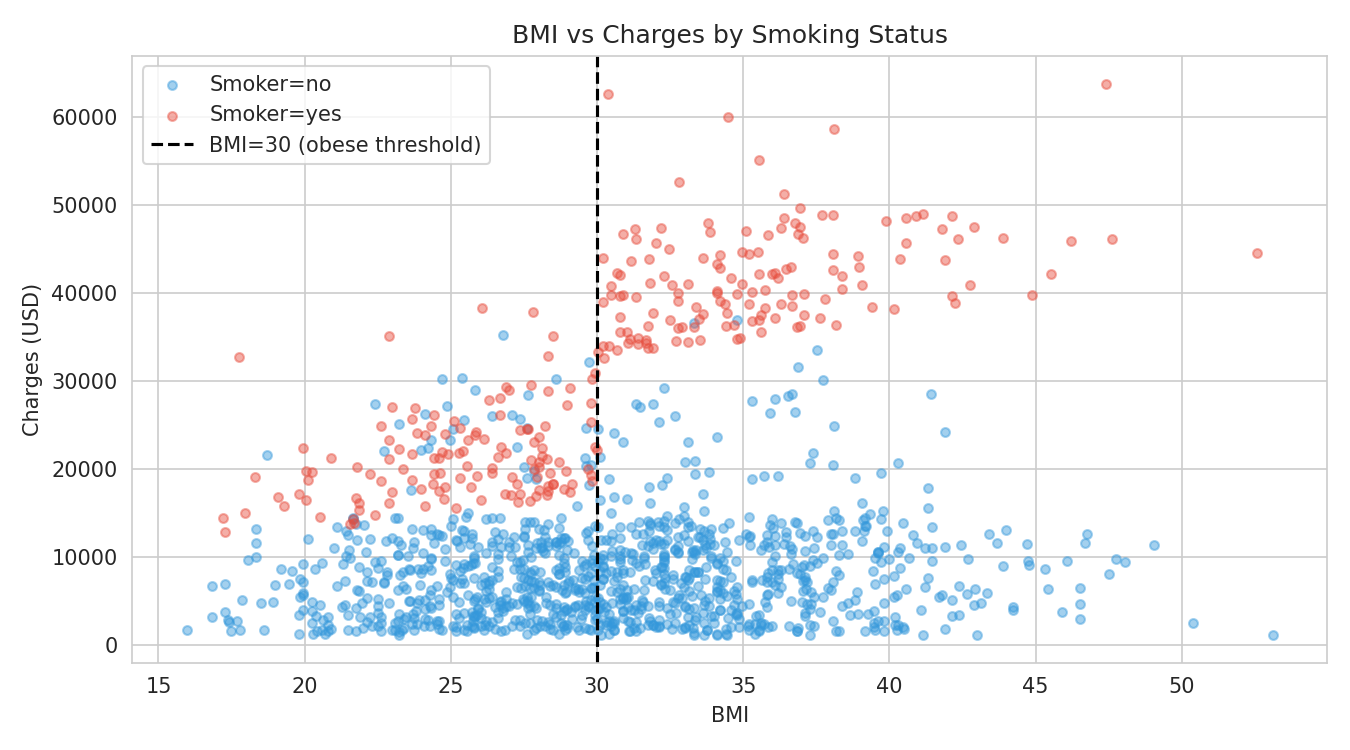 BMI vs Charges by Smoking Status
Smoker=no
Smoker=yes
BMI=30 (obese threshold)
Charges (USD)
60000
50000
40000
30000
20000
10000
0
15 20 25 30 35 40 45 50
BMI